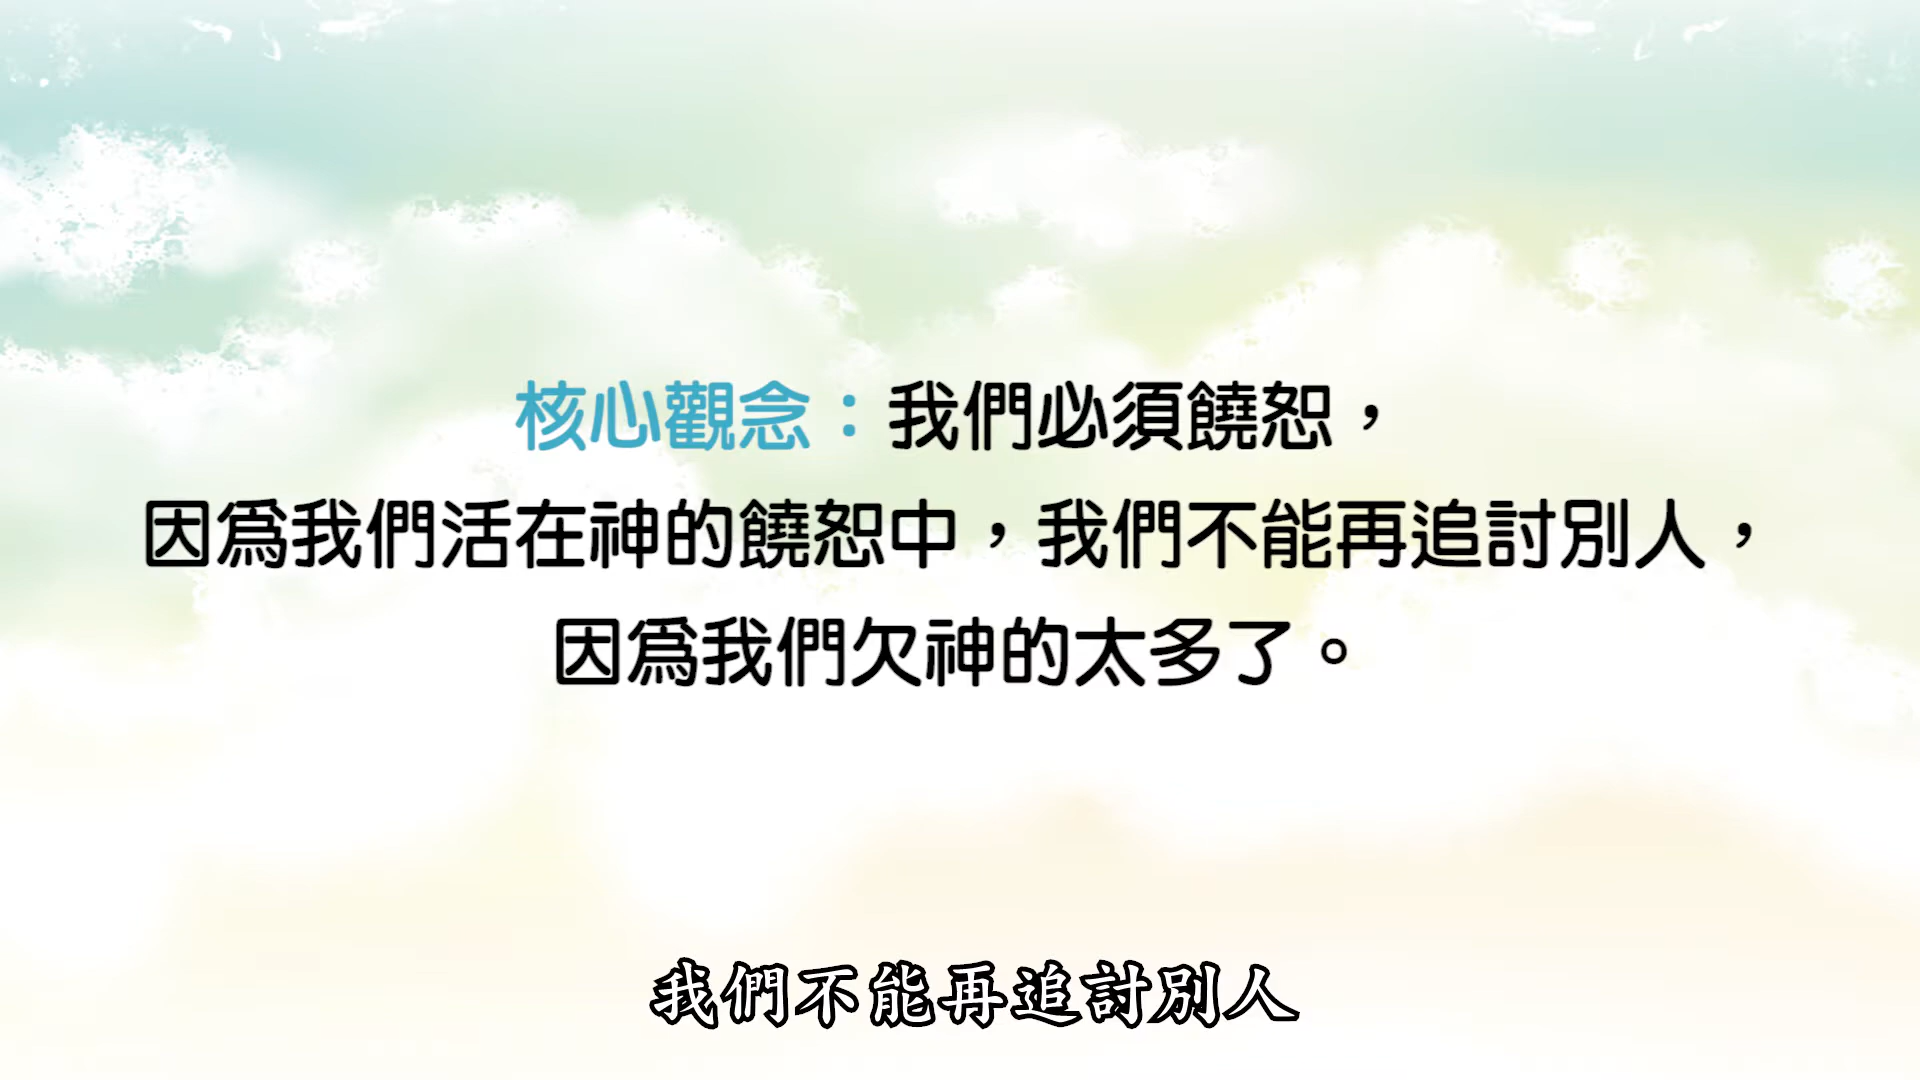 核心觀念：我們必須饒恕，
因爲我們活在神的饒恕中，我們不能再追討別人，
因爲我們欠神的太多了。
我們不能再追討別人